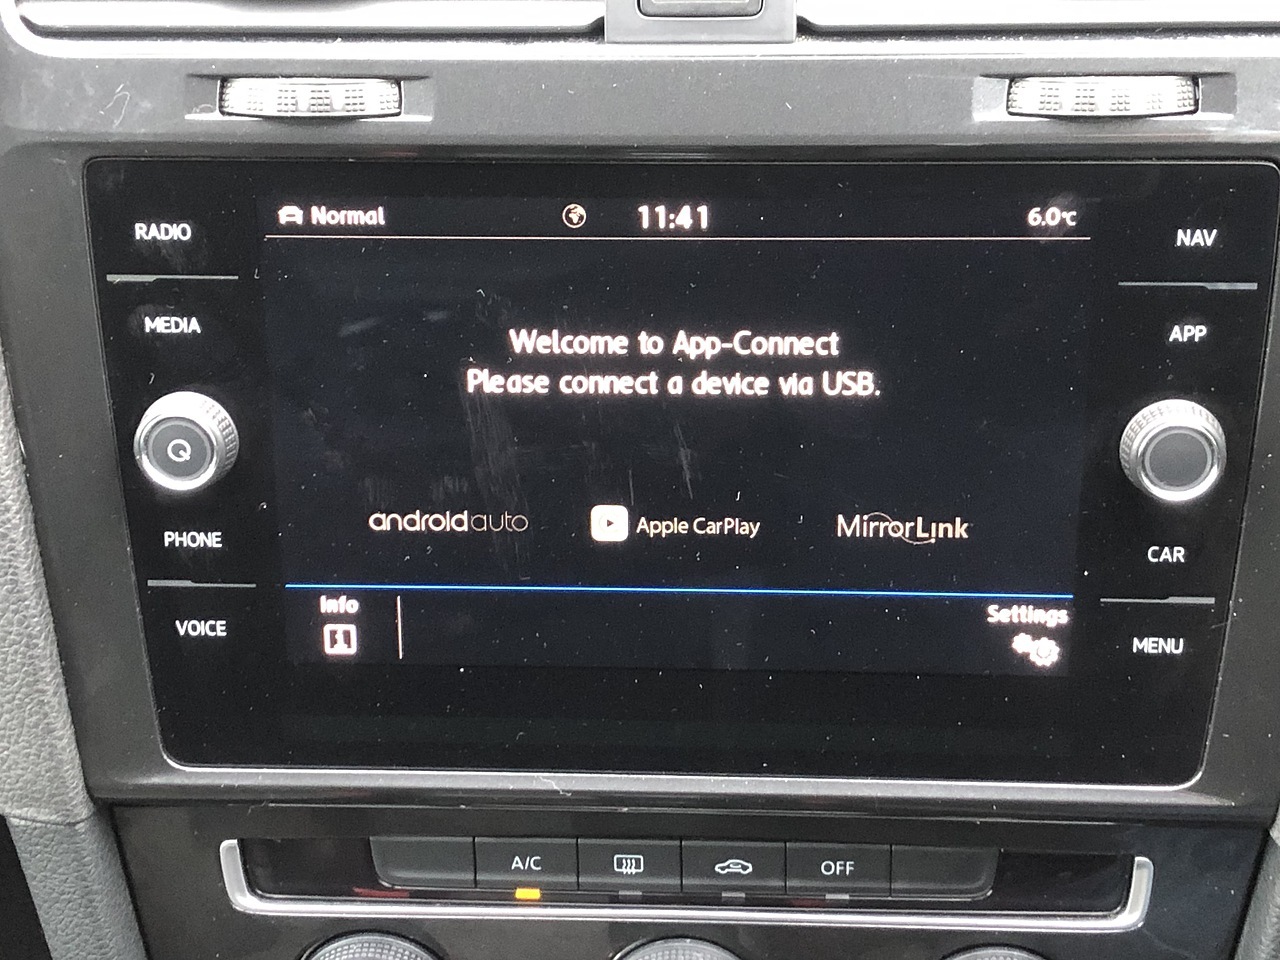 Normal
11:41
6.0°C
RADIO
NAV
MEDIA
APP
Welcome to App-Connect
Please connect a device via USB.
androidauto
Apple CarPlay
MirrorLink
PHONE
CAR
Info
Settings
VOICE
MENU
A/C
OFF